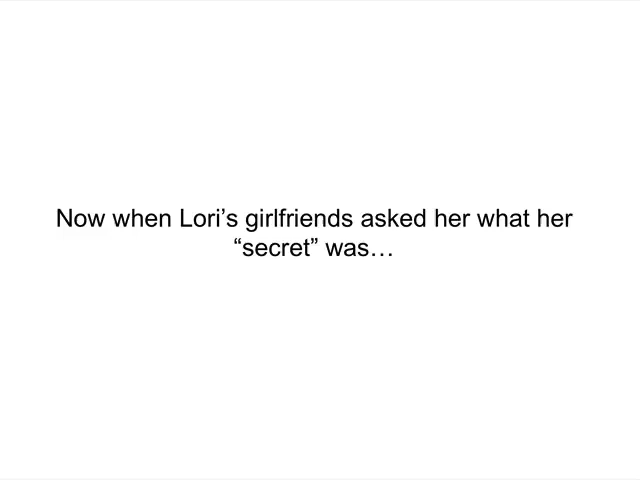 Now when Lori’s girlfriends asked her what her
“secret” was…